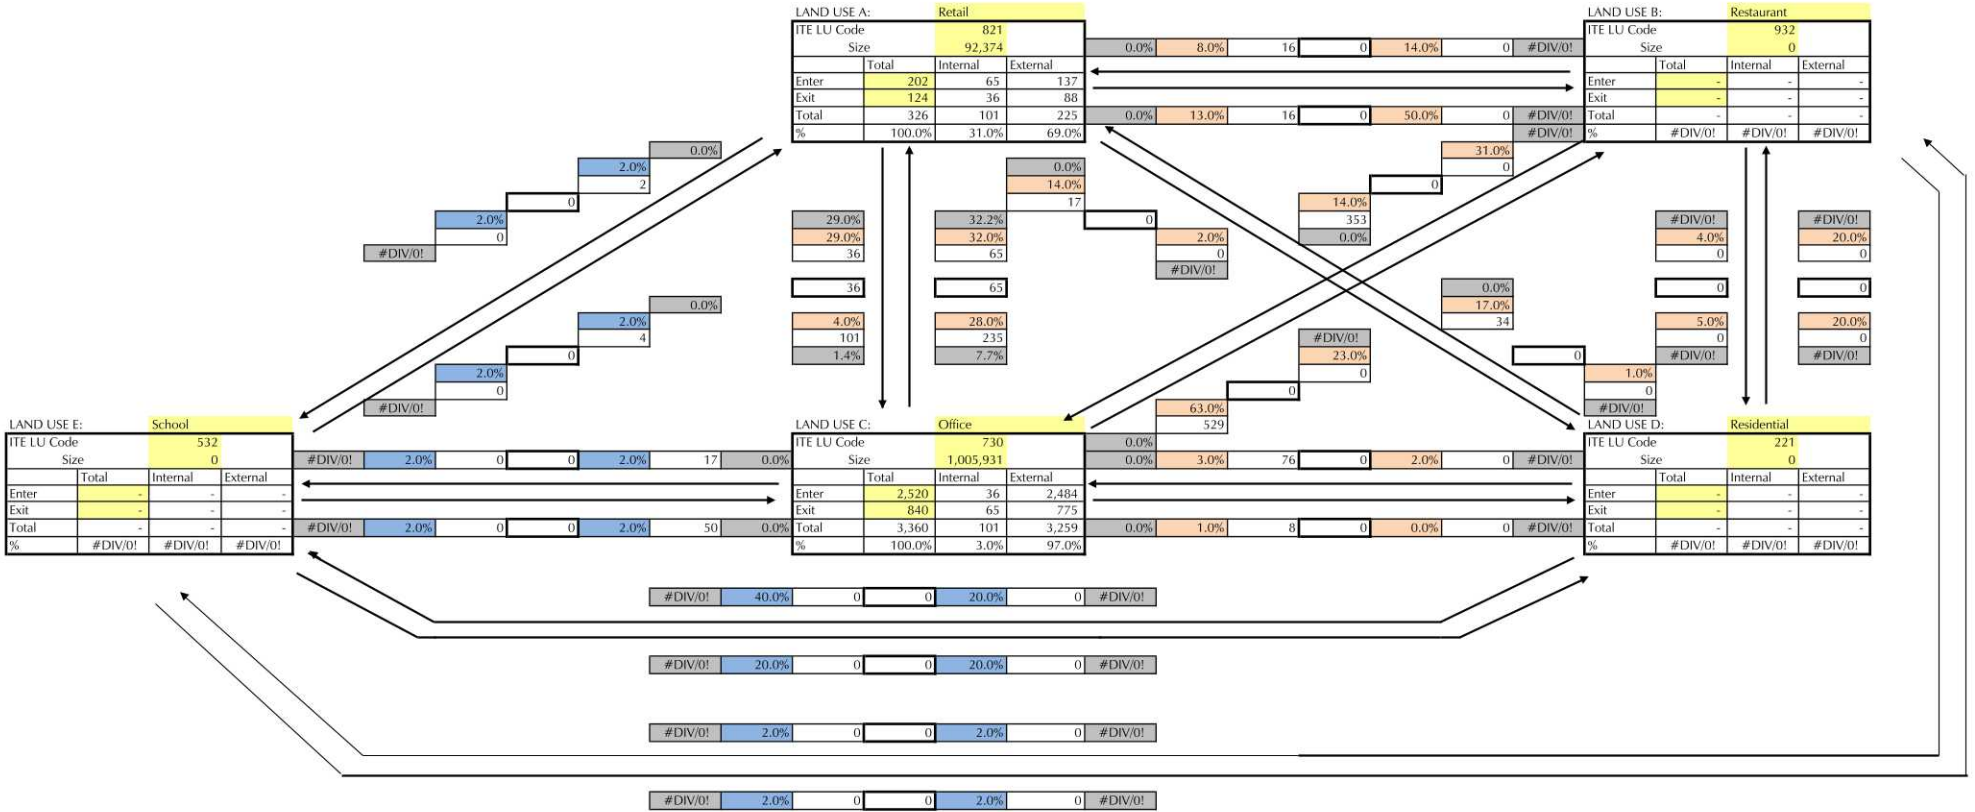 LAND USE A: Retail LAND USE B: Restaurant
ITE LU Code 821 ITE LU Code 932
Size 92,374 0.0% 8.0% 16 0 14.0% 0 #DIV/0! Size 0
Total Internal External Total Internal External
Enter 202 65 137 Enter - - -
Exit 124 36 88 Exit - - -
Total 326 101 225 0.0% 13.0% 16 0 50.0% 0 #DIV/0! Total - - -
% 100.0% 31.0% 69.0% #DIV/0! % #DIV/0! #DIV/0! #DIV/0!
0.0% 31.0%
2.0% 0.0% 0
2 14.0% 0
0 17 14.0%
2.0% 29.0% 32.2% 0 353 #DIV/0! #DIV/0!
0 29.0% 32.0% 2.0% 0.0% 4.0% 20.0%
#DIV/0! 36 65 0 0 0
#DIV/0!
36 65 0.0% 0 0
0.0% 17.0%
2.0% 4.0% 28.0% 34 5.0% 20.0%
4 101 235 #DIV/0! 0 0
0 1.4% 7.7% 23.0% 0 #DIV/0! #DIV/0!
2.0% 0 1.0%
0 0 0
#DIV/0! 63.0% #DIV/0!
LAND USE E: School LAND USE C: Office 529 LAND USE D: Residential
ITE LU Code 532 ITE LU Code 730 0.0% ITE LU Code 221
Size 0 #DIV/0! 2.0% 0 0 2.0% 17 0.0% Size 1,005,931 0.0% 3.0% 76 0 2.0% 0 #DIV/0! Size 0
Total Internal External Total Internal External Total Internal External
Enter - - - Enter 2,520 36 2,484 Enter - - -
Exit - - - Exit 840 65 775 Exit - - -
Total - - - #DIV/0! 2.0% 0 0 2.0% 50 0.0% Total 3,360 101 3,259 0.0% 1.0% 8 0 0.0% 0 #DIV/0! Total - - -
% #DIV/0! #DIV/0! #DIV/0! % 100.0% 3.0% 97.0% % #DIV/0! #DIV/0! #DIV/0!
#DIV/0! 40.0% 0 0 20.0% 0 #DIV/0!
#DIV/0! 20.0% 0 0 20.0% 0 #DIV/0!
#DIV/0! 2.0% 0 0 2.0% 0 #DIV/0!
#DIV/0! 2.0% 0 0 2.0% 0 #DIV/0!